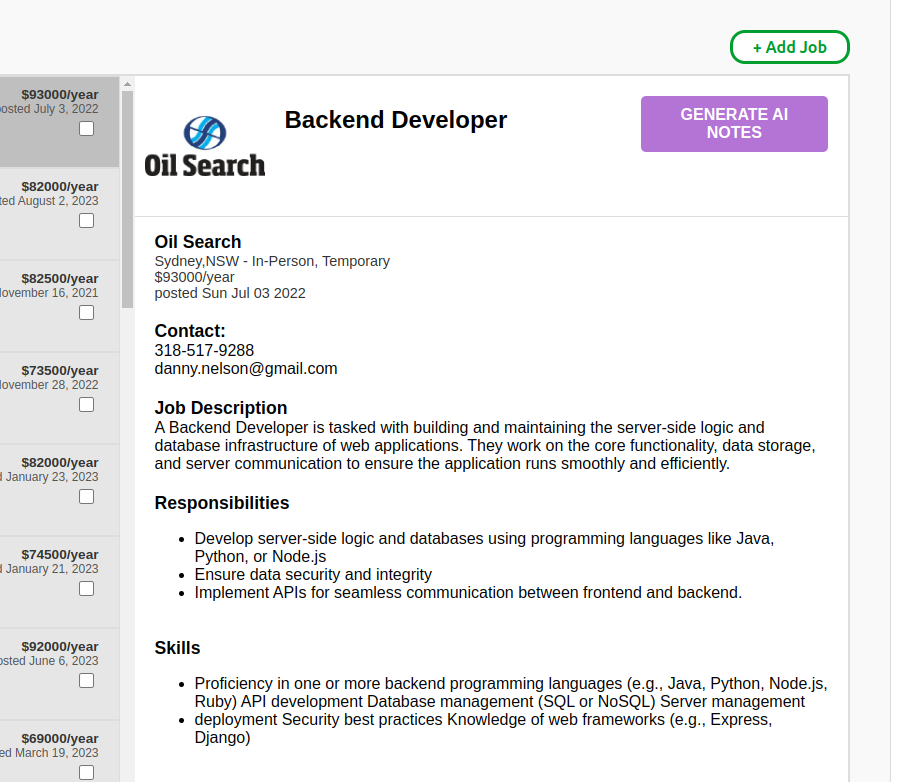 + Add Job
$93000/year
posted July 3, 2022
$82000/year
August 2, 2023
$82500/year
November 16, 2021
$73500/year
November 28, 2022
$82000/year
January 23, 2023
$74500/year
January 21, 2023
$92000/year
posted June 6, 2023
$69000/year
March 19, 2023
Oil Search
Backend Developer
GENERATE AI
NOTES
Oil Search
Sydney,NSW - In-Person, Temporary
$93000/year
posted Sun Jul 03 2022
Contact:
318-517-9288
danny.nelson@gmail.com
Job Description
A Backend Developer is tasked with building and maintaining the server-side logic and
database infrastructure of web applications. They work on the core functionality, data storage,
and server communication to ensure the application runs smoothly and efficiently.
Responsibilities
• Develop server-side logic and databases using programming languages like Java,
Python, or Node.js
• Ensure data security and integrity
• Implement APIs for seamless communication between frontend and backend.
Skills
• Proficiency in one or more backend programming languages (e.g., Java, Python, Node.js,
Ruby) API development Database management (SQL or NoSQL) Server management
• deployment Security best practices Knowledge of web frameworks (e.g., Express,
Django)